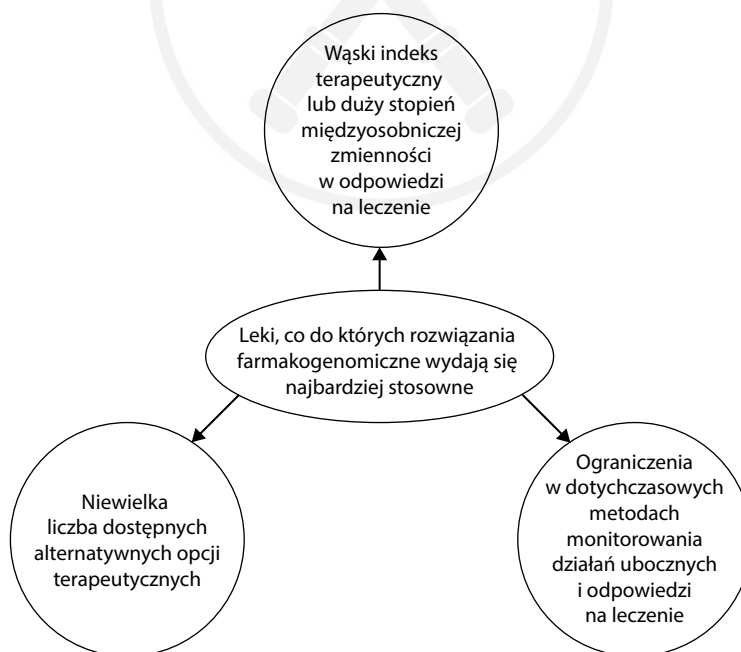 Wąski indeks
terapeutyczny
lub duży stopień
międzyosobniczej
zmienności
w odpowiedzi
na leczenie
Leki, co do których rozwiązania
farmakogenomiczne wydają się
najbardziej stosowne
Niewielka
liczba dostępnych
alternatywnych opcji
terapeutycznych
Ograniczenia
w dotychczasowych
metodach
monitorowania
działań ubocznych
i odpowiedzi
na leczenie